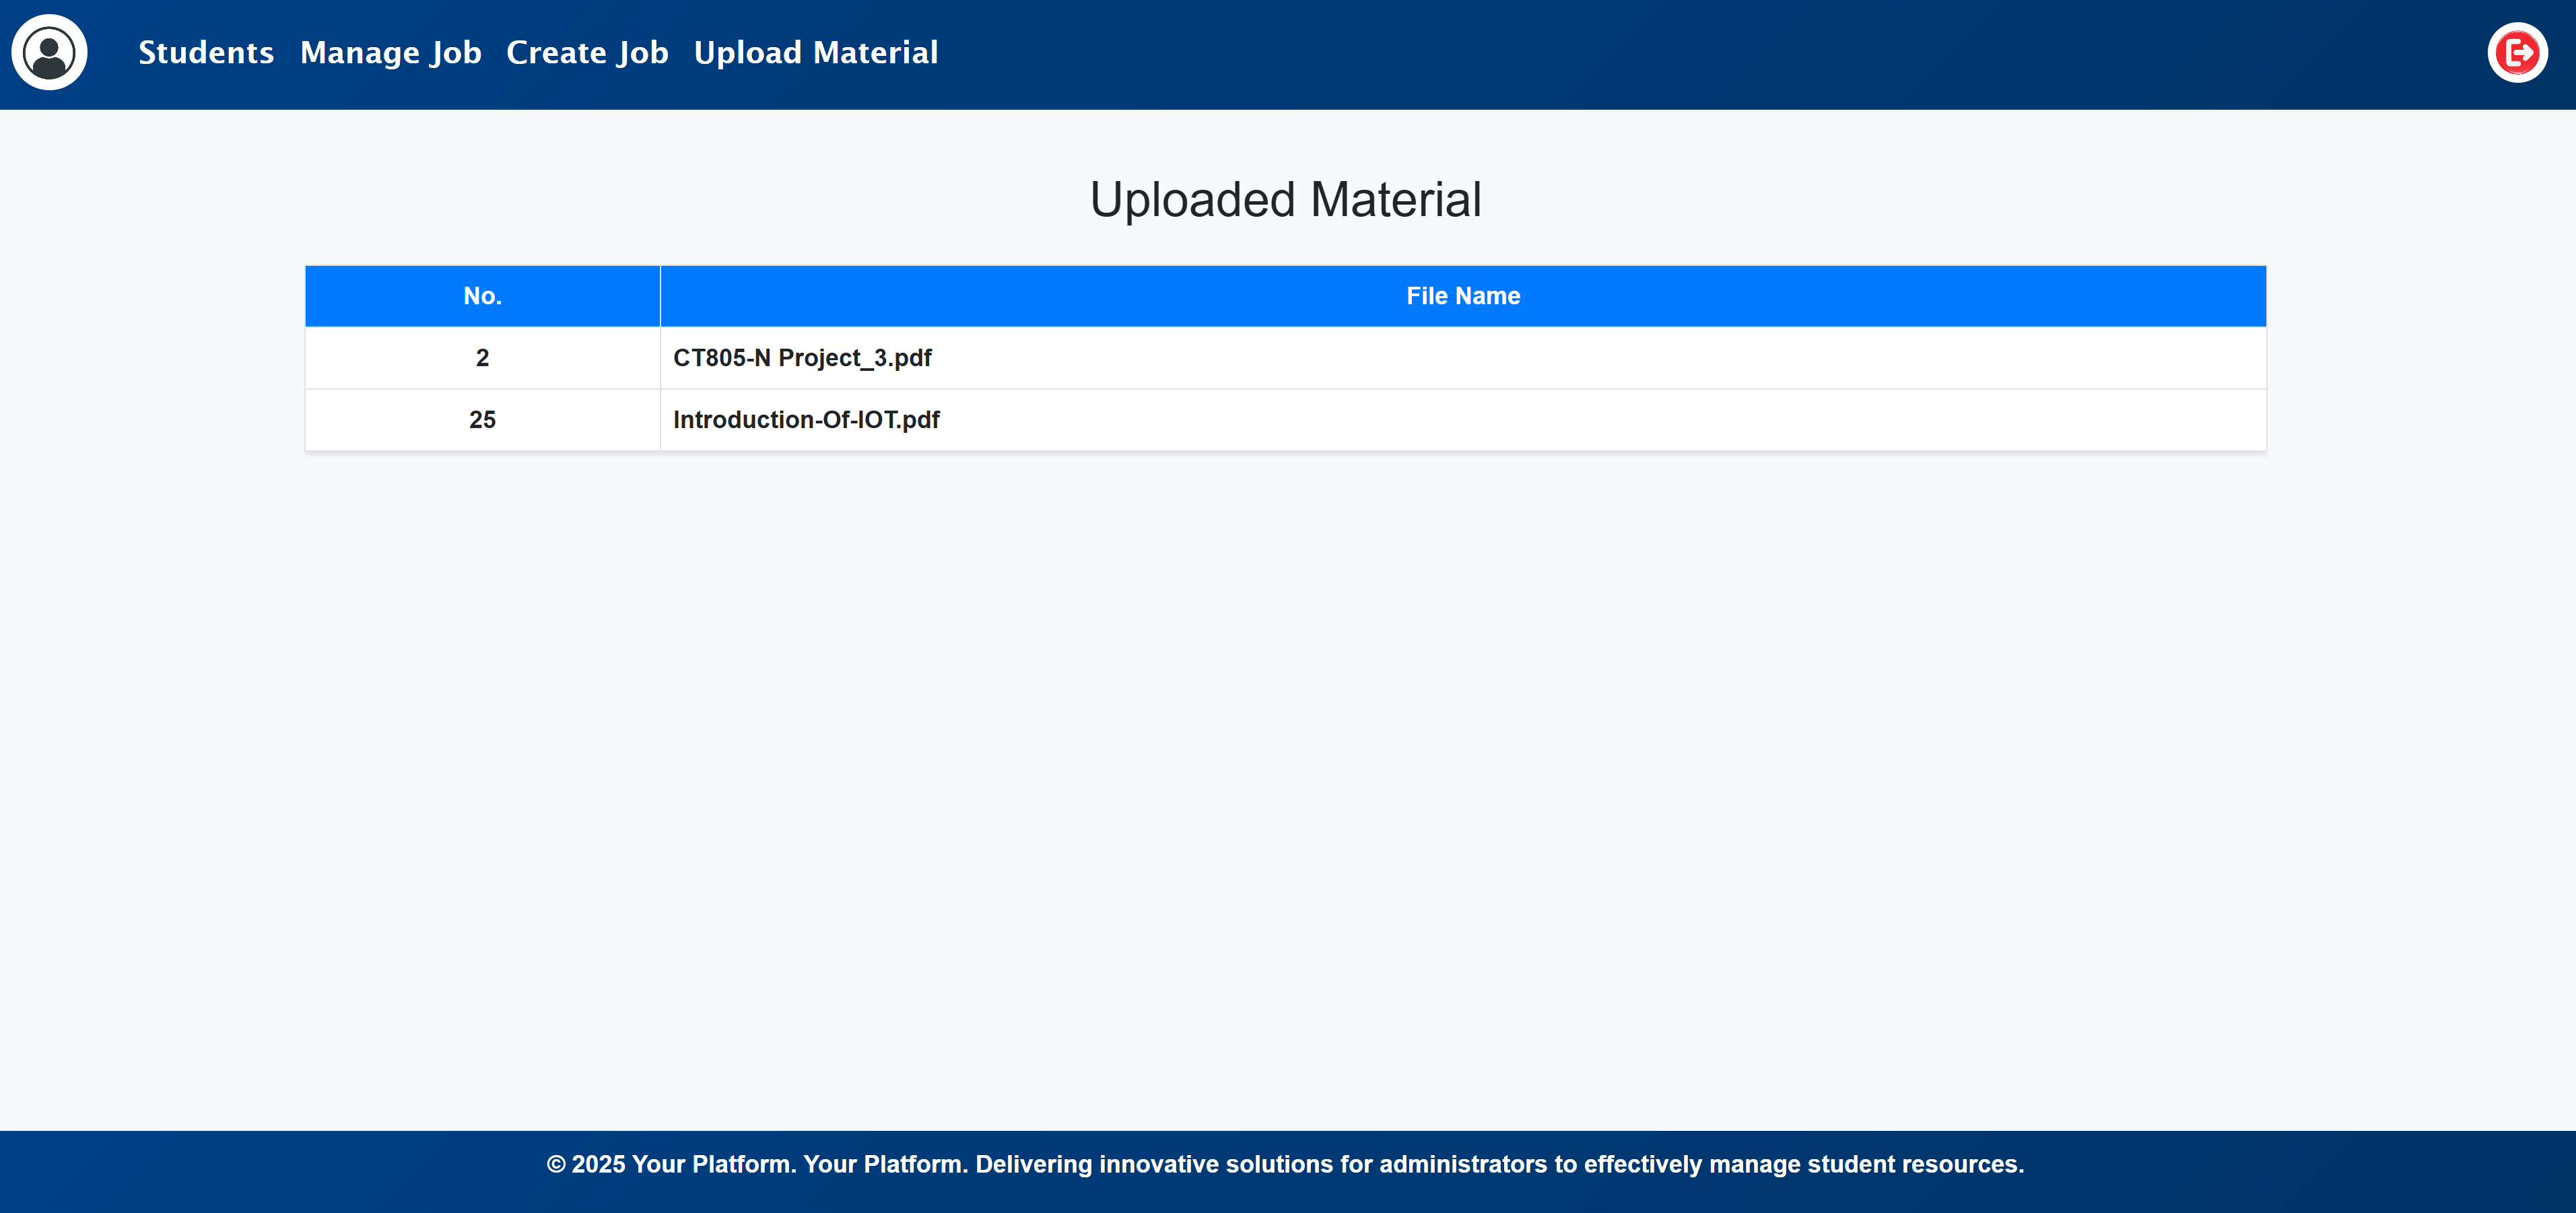 Students Manage Job Create Job Upload Material
Uploaded Material
No. File Name
2 CT805-N Project_3.pdf
25 Introduction-Of-IOT.pdf
© 2025 Your Platform. Your Platform. Delivering innovative solutions for administrators to effectively manage student resources.